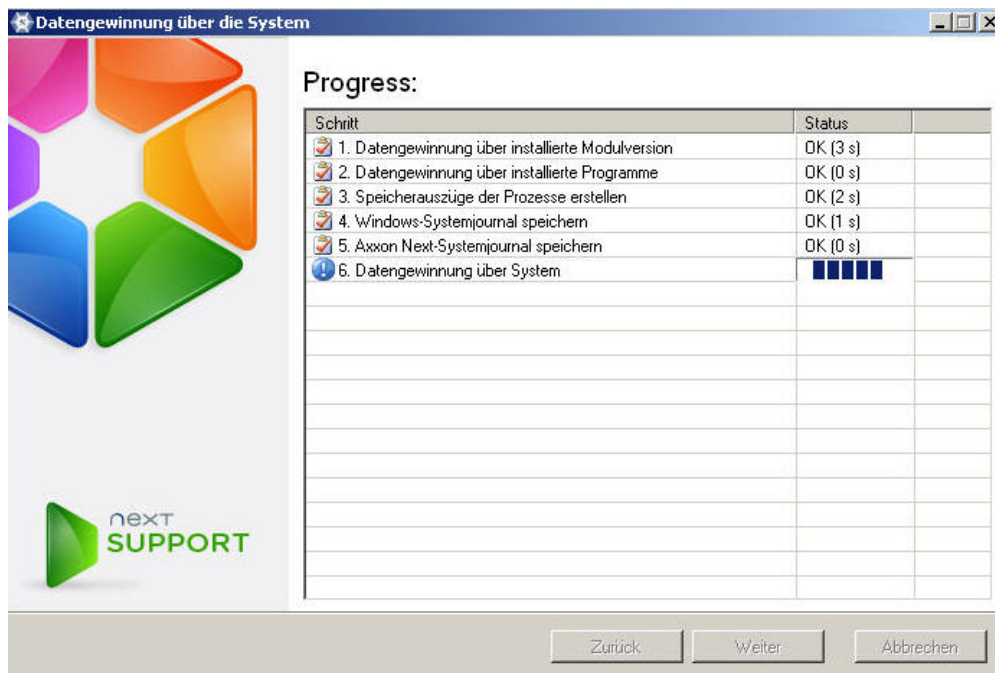 Datengewinnung über die System
Progress:
Schritt Status
1. Datengewinnung über installierte Modulversion OK (3 s)
2. Datengewinnung über installierte Programme OK (0 s)
3. Speicherauszüge der Prozesse erstellen OK (2 s)
4. Windows-Systemjournal speichern OK (1 s)
5. Axxon Next-Systemjournal speichern OK (0 s)
6. Datengewinnung über System
next
SUPPORT
Zurück Weiter Abbrechen